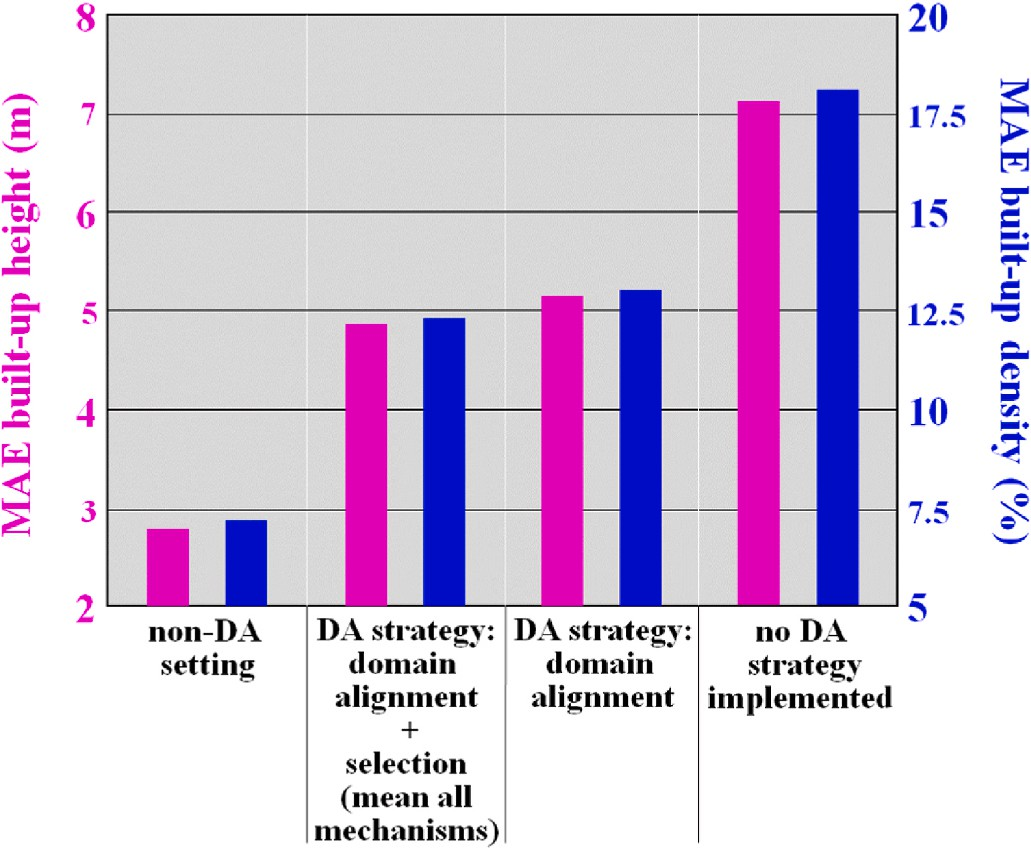 MAE built-up height (m)
8
7
6
5
4
3
2
20
17.5
15
12.5
10
7.5
5
MAE built-up density (%)
non-DA
setting
DA strategy:
domain
alignment
+
selection
(mean all
mechanisms)
DA strategy:
domain
alignment
no DA
strategy
implemented